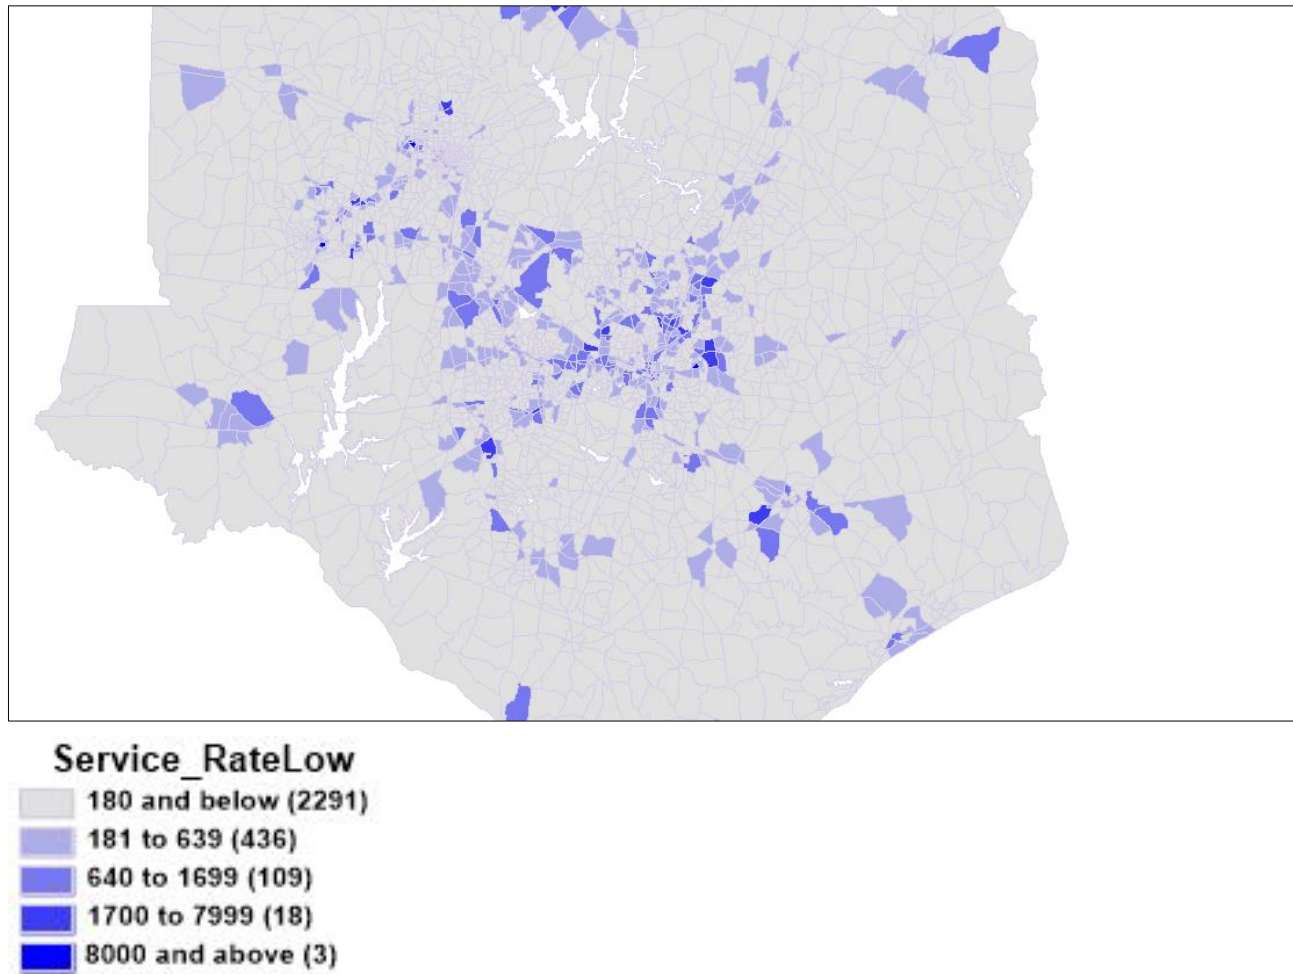 Service_RateLow
180 and below (2291)
181 to 639 (436)
640 to 1699 (109)
1700 to 7999 (18)
8000 and above (3)